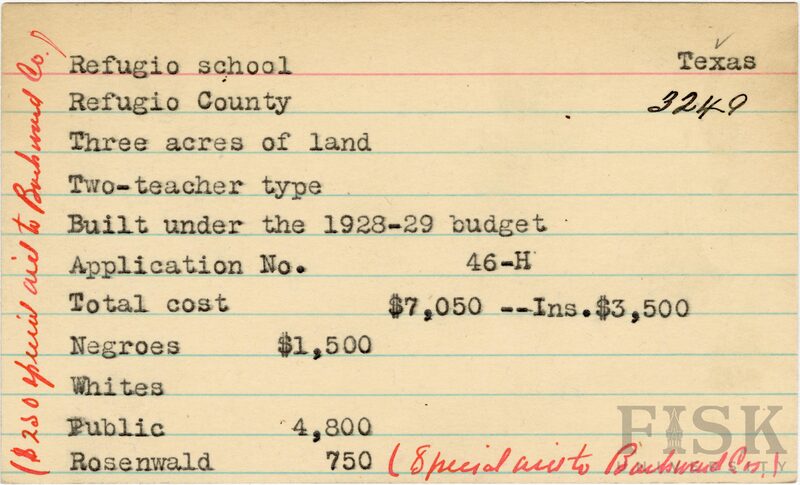 Refugio school Texas
Refugio County 3249
Three acres of land
Two-teacher type
Built under the 1928-29 budget
Application No. 46-H
Total cost $7,050 --Ins.$3,500
Negroes $1,500
Whites
Public 4,800
Rosenwald 750 (Special aid to Backward Cos.)
($250 special aid to Backward Co.)
FISK
UNIVERSITY